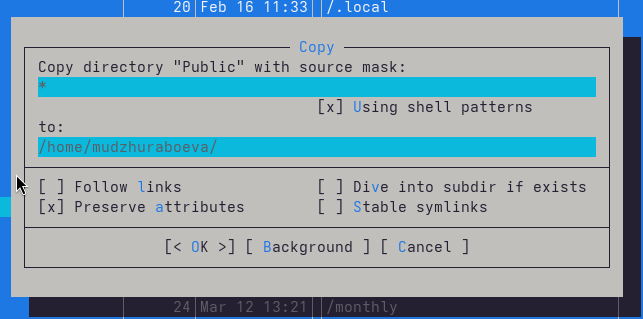 20 Feb 16 11:33 /.local
Copy
Copy directory "Public" with source mask:
*
[x] Using shell patterns
to:
/home/mudzhuraboeva/
[ ] Follow links [ ] Dive into subdir if exists
[x] Preserve attributes [ ] Stable symlinks
[< OK >] [ Background ] [ Cancel ]
24 Mar 12 13:21 /monthly